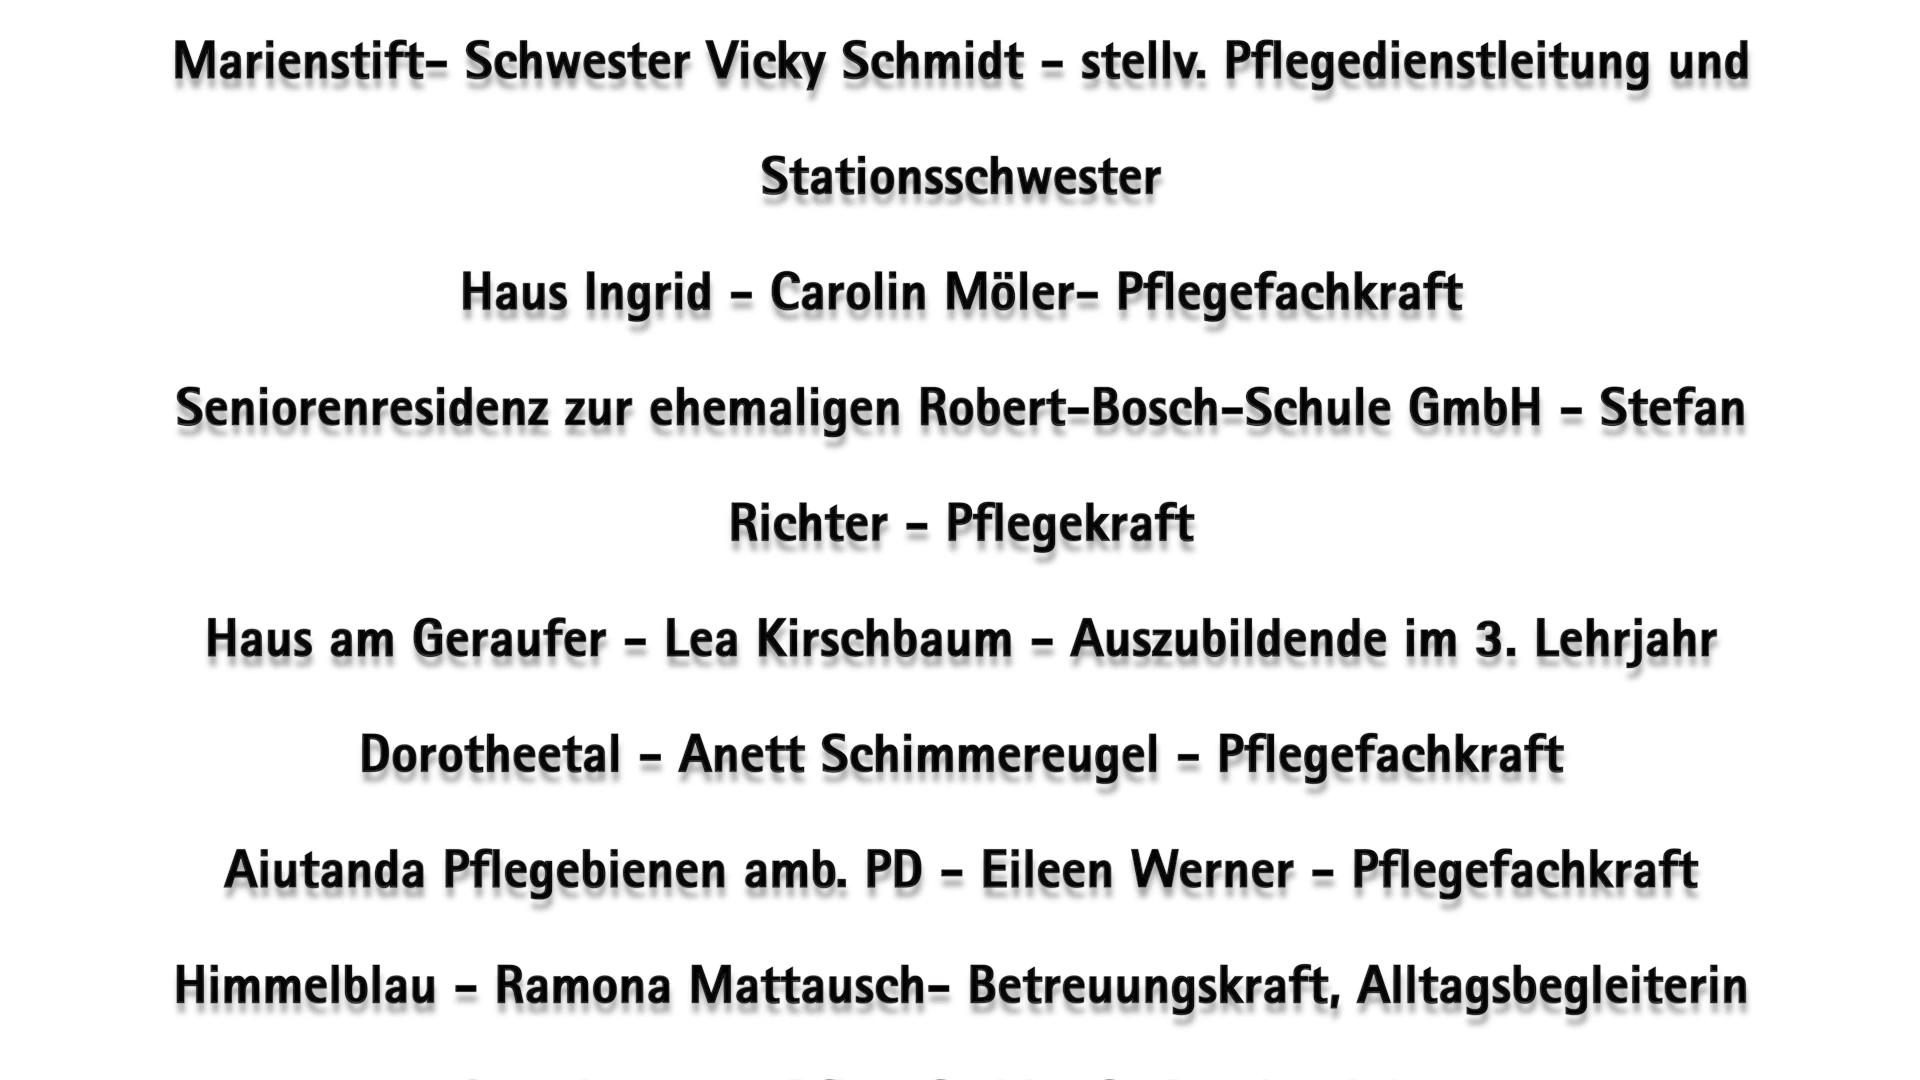 Marienstift- Schwester Vicky Schmidt - stellv. Pflegedienstleitung und
Stationsschwester
Haus Ingrid - Carolin Möler- Pflegefachkraft
Seniorenresidenz zur ehemaligen Robert-Bosch-Schule GmbH - Stefan
Richter - Pflegekraft
Haus am Geraufer - Lea Kirschbaum - Auszubildende im 3. Lehrjahr
Dorotheetal - Anett Schimmereugel - Pflegefachkraft
Aiutanda Pflegebienen amb. PD - Eileen Werner - Pflegefachkraft
Himmelblau - Ramona Mattausch- Betreuungskraft, Alltagsbegleiterin